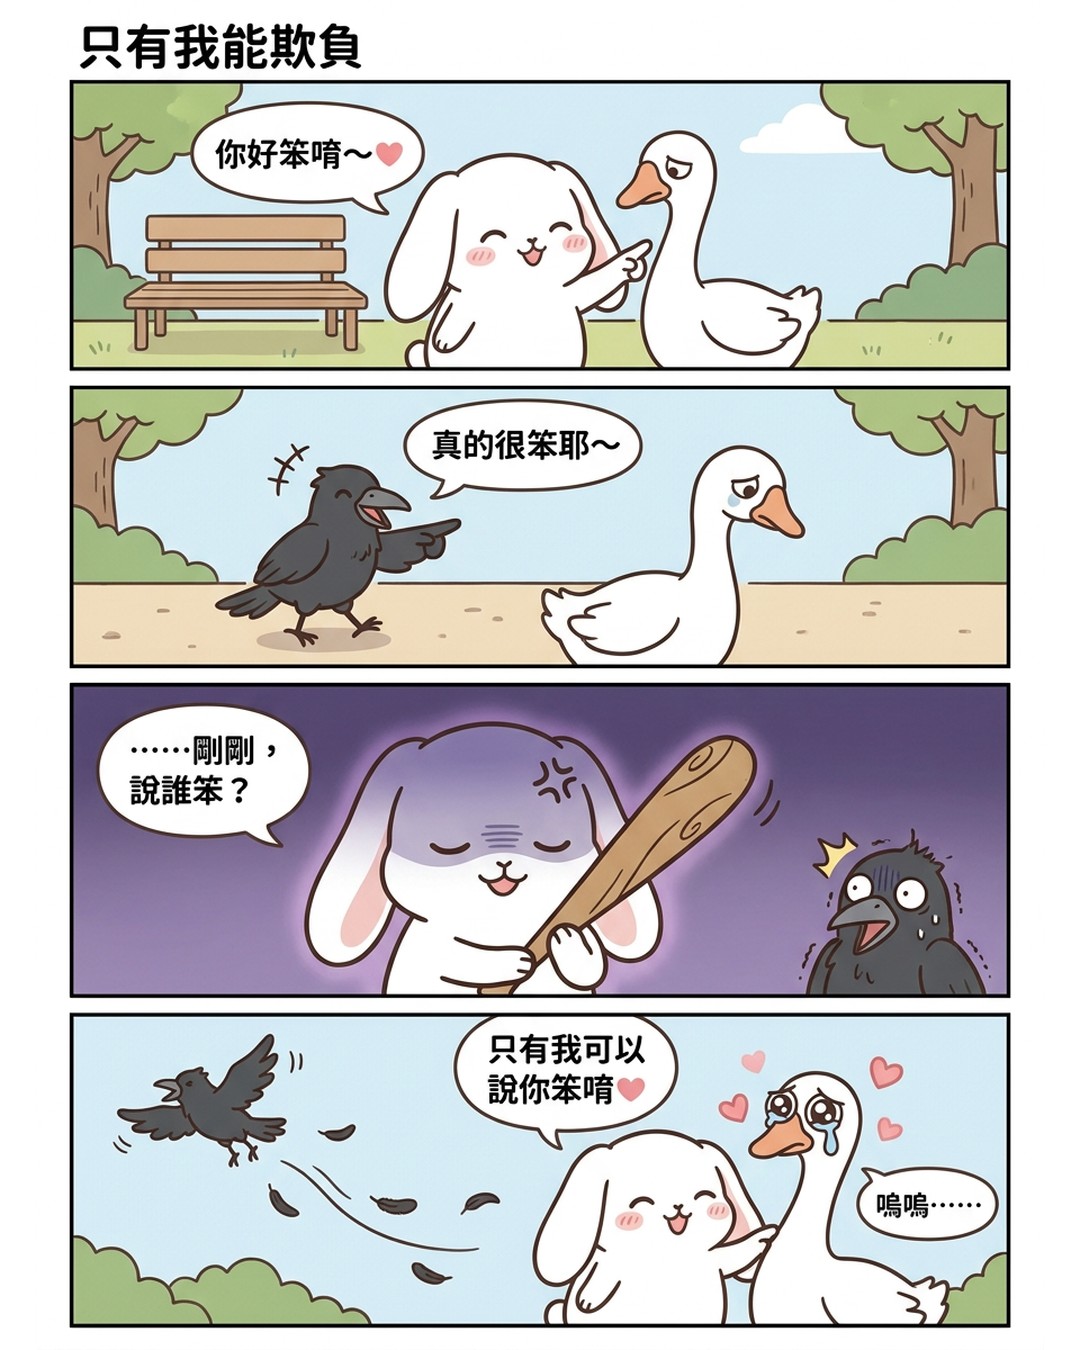 只有我能欺負
你好笨唷～♥
真的很笨耶～
⋯⋯剛剛，
說誰笨？
只有我可以
說你笨唷♥
嗚嗚⋯⋯